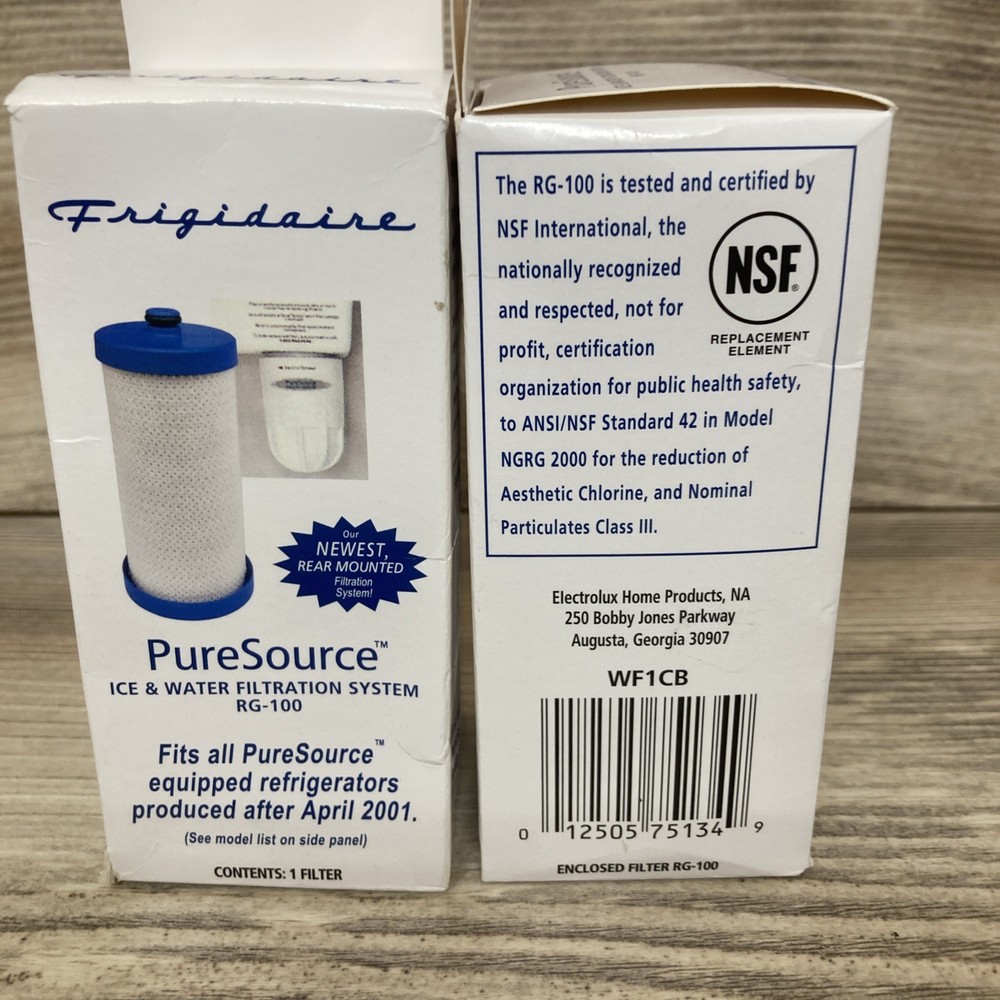 Frigidaire
Frigidaire
Our
NEWEST,
REAR MOUNTED
Filtration
System!
PureSource™
ICE & WATER FILTRATION SYSTEM
RG-100
Fits all PureSource™
equipped refrigerators
produced after April 2001.
(See model list on side panel)
CONTENTS: 1 FILTER
The RG-100 is tested and certified by
NSF International, the
nationally recognized
and respected, not for
profit, certification
organization for public health safety,
to ANSI/NSF Standard 42 in Model
NGRG 2000 for the reduction of
Aesthetic Chlorine, and Nominal
Particulates Class III.
NSF®
REPLACEMENT
ELEMENT
Electrolux Home Products, NA
250 Bobby Jones Parkway
Augusta, Georgia 30907
WF1CB
0 12505 75134 9
ENCLOSED FILTER RG-100